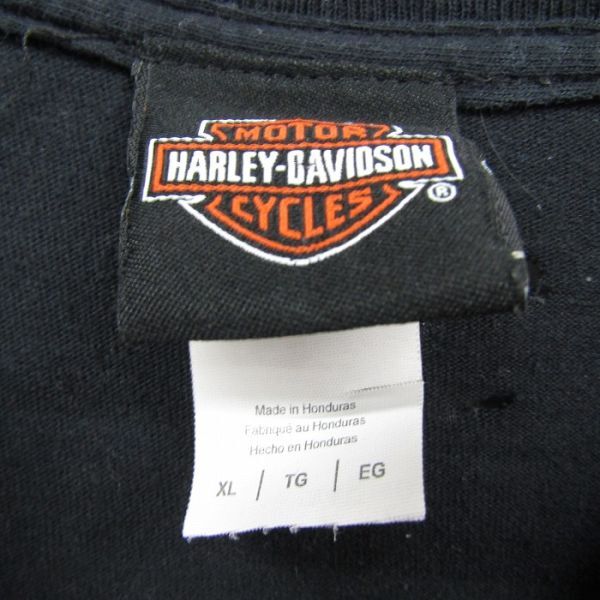 MOTOR
HARLEY-DAVIDSON
CYCLES
®
Made in Honduras
Fabriqué au Honduras
Hecho en Honduras
XL / TG / EG